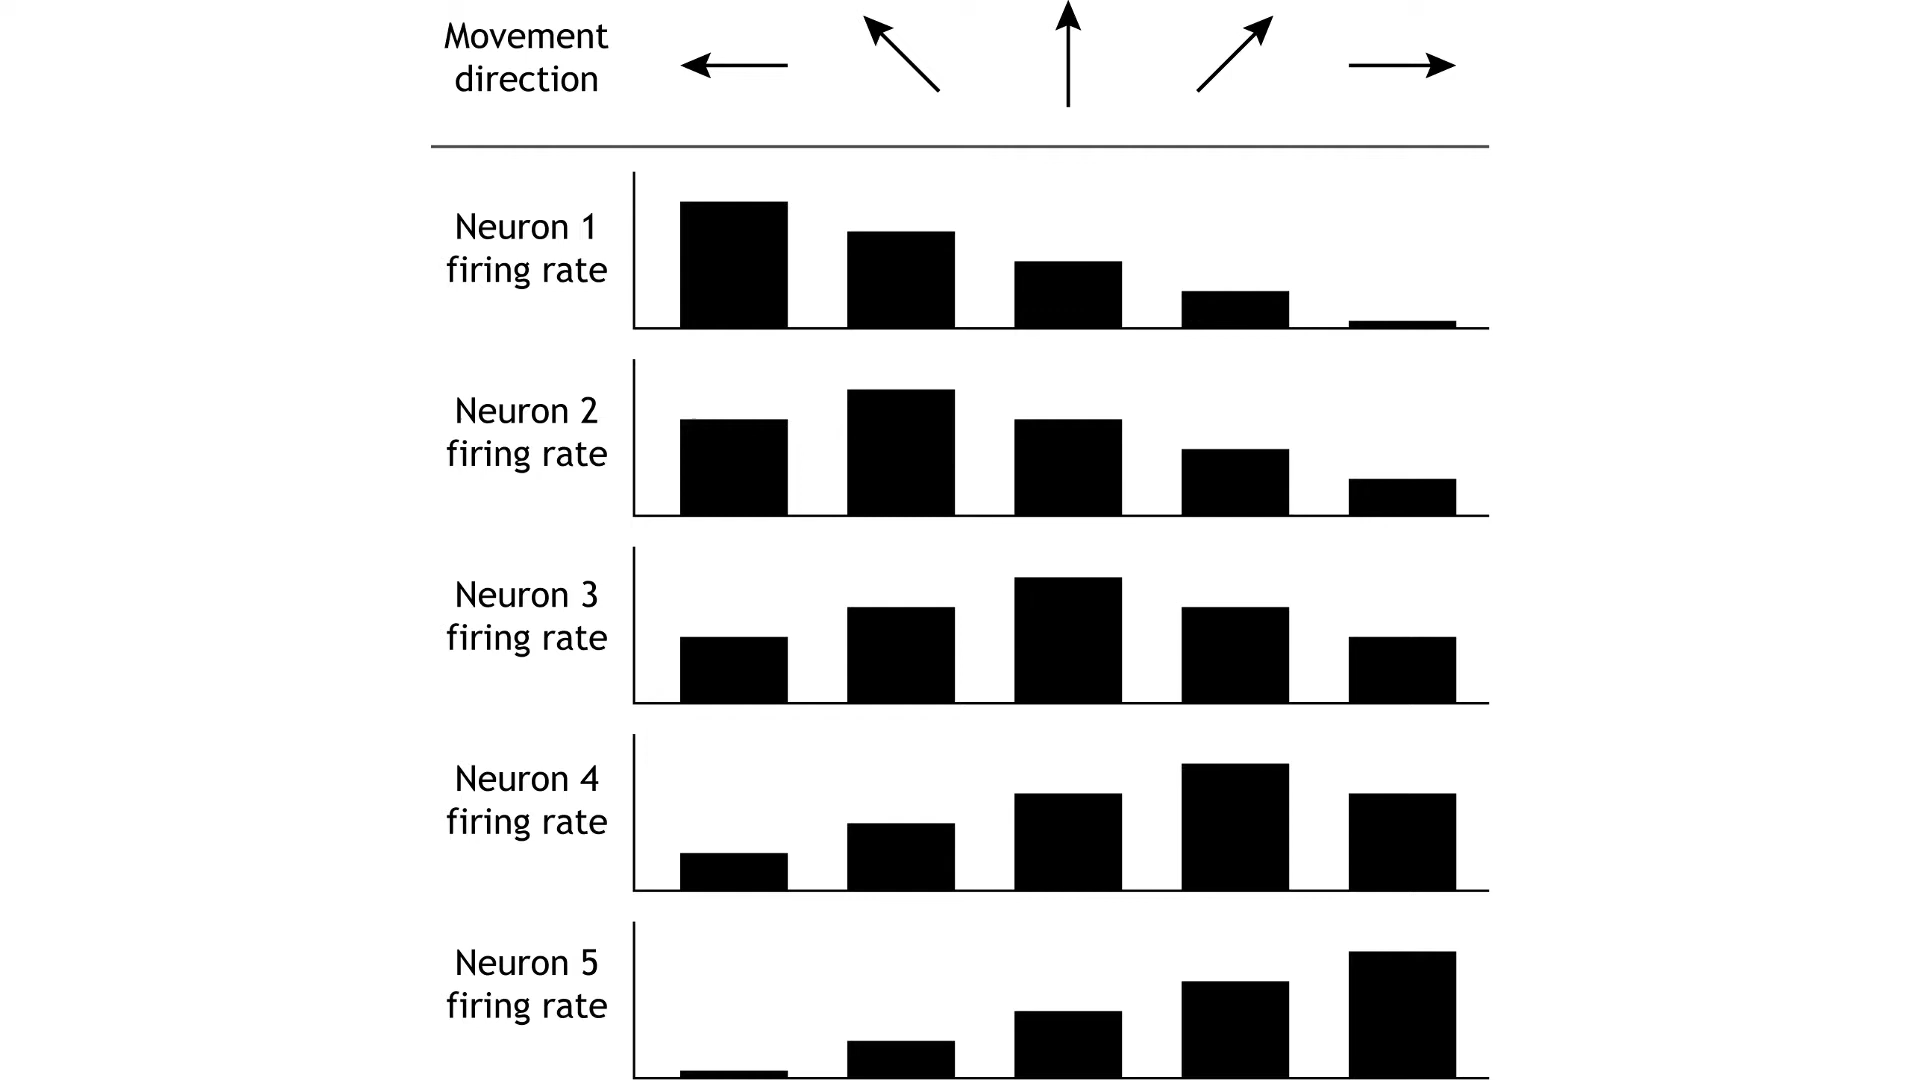 Movement
direction
Neuron 1
firing rate
Neuron 2
firing rate
Neuron 3
firing rate
Neuron 4
firing rate
Neuron 5
firing rate